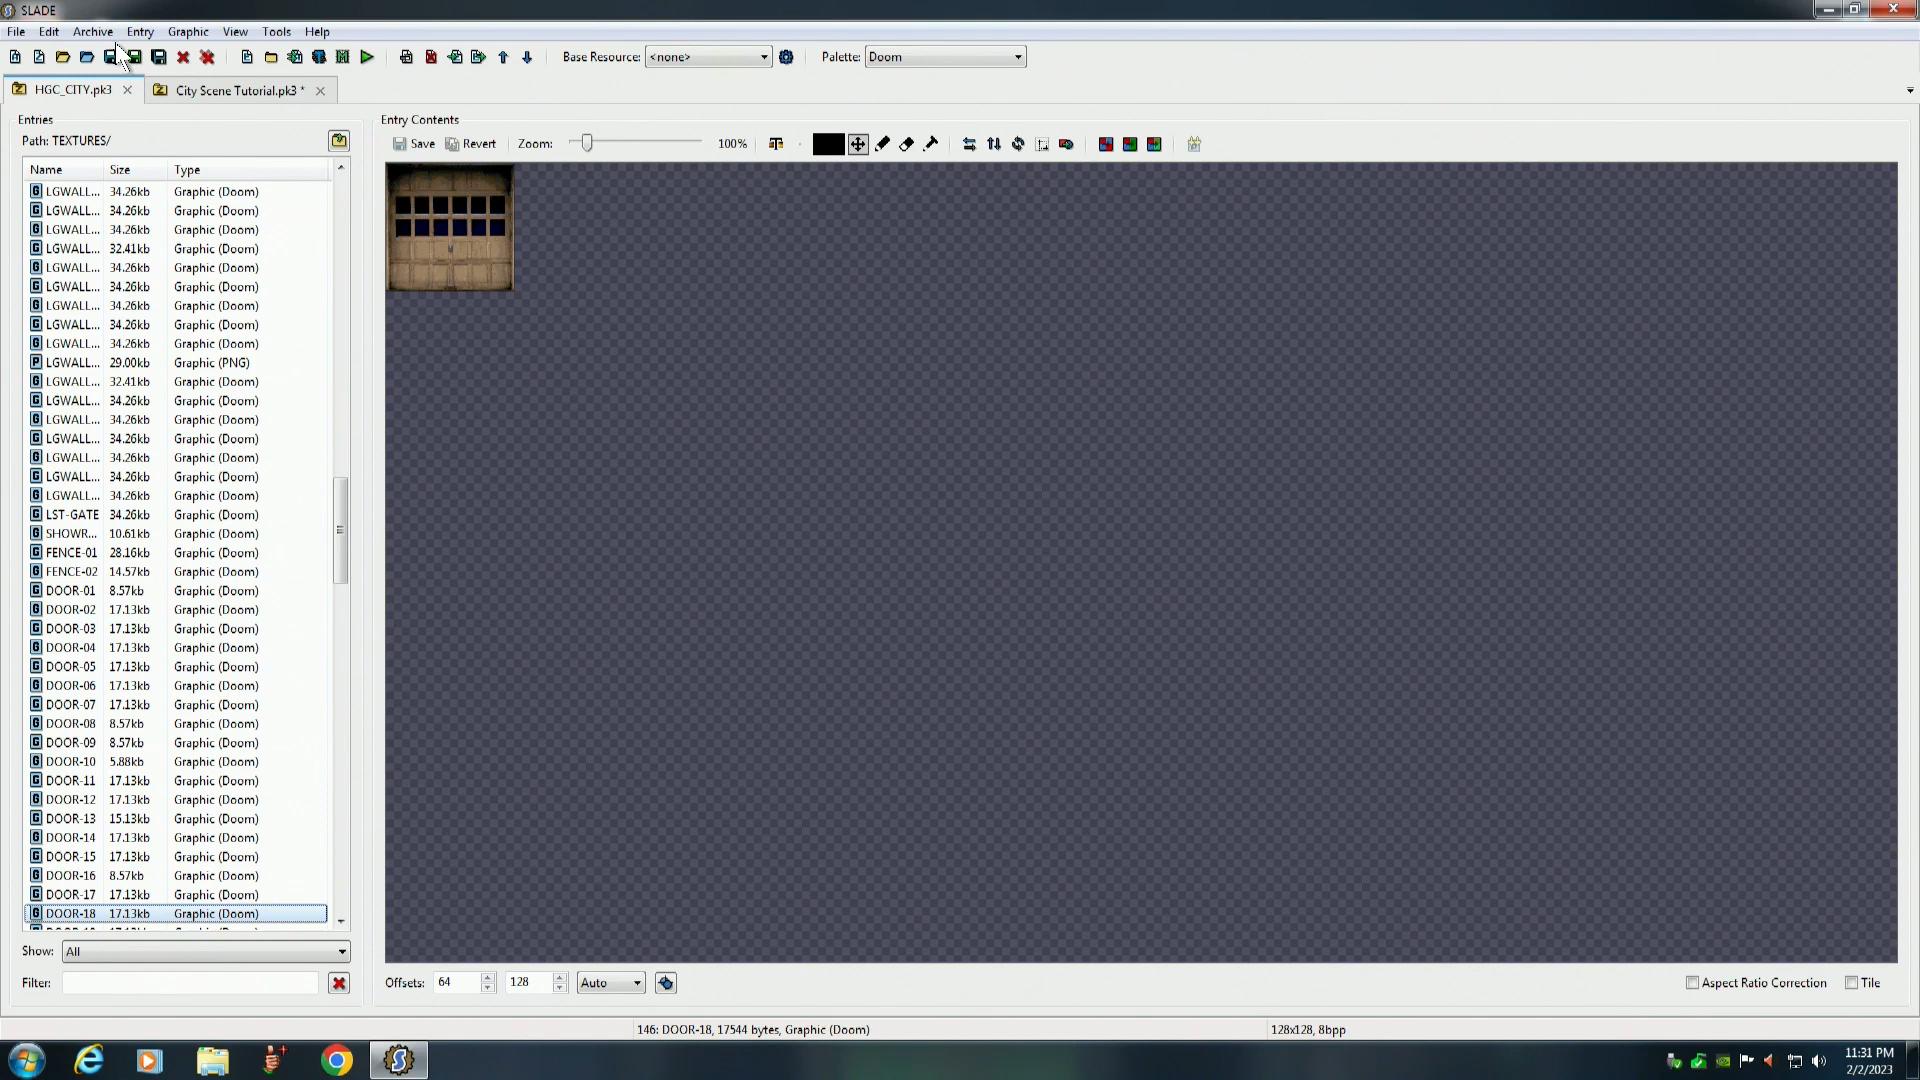 SLADE
File Edit Archive Entry Graphic View Tools Help
Base Resource: <none> Palette: Doom
HGC_CITY.pk3 City Scene Tutorial.pk3 *
Entries
Path: TEXTURES/
Entry Contents
Save Revert Zoom: 100%
Name Size Type
LGWALL... 34.26kb Graphic (Doom)
LGWALL... 34.26kb Graphic (Doom)
LGWALL... 34.26kb Graphic (Doom)
LGWALL... 32.41kb Graphic (Doom)
LGWALL... 34.26kb Graphic (Doom)
LGWALL... 34.26kb Graphic (Doom)
LGWALL... 34.26kb Graphic (Doom)
LGWALL... 34.26kb Graphic (Doom)
LGWALL... 34.26kb Graphic (Doom)
LGWALL... 29.00kb Graphic (PNG)
LGWALL... 32.41kb Graphic (Doom)
LGWALL... 34.26kb Graphic (Doom)
LGWALL... 34.26kb Graphic (Doom)
LGWALL... 34.26kb Graphic (Doom)
LGWALL... 34.26kb Graphic (Doom)
LGWALL... 34.26kb Graphic (Doom)
LGWALL... 34.26kb Graphic (Doom)
LST-GATE 34.26kb Graphic (Doom)
SHOWR... 10.61kb Graphic (Doom)
FENCE-01 28.16kb Graphic (Doom)
FENCE-02 14.57kb Graphic (Doom)
DOOR-01 8.57kb Graphic (Doom)
DOOR-02 17.13kb Graphic (Doom)
DOOR-03 17.13kb Graphic (Doom)
DOOR-04 17.13kb Graphic (Doom)
DOOR-05 17.13kb Graphic (Doom)
DOOR-06 17.13kb Graphic (Doom)
DOOR-07 17.13kb Graphic (Doom)
DOOR-08 8.57kb Graphic (Doom)
DOOR-09 8.57kb Graphic (Doom)
DOOR-10 5.88kb Graphic (Doom)
DOOR-11 17.13kb Graphic (Doom)
DOOR-12 17.13kb Graphic (Doom)
DOOR-13 15.13kb Graphic (Doom)
DOOR-14 17.13kb Graphic (Doom)
DOOR-15 17.13kb Graphic (Doom)
DOOR-16 8.57kb Graphic (Doom)
DOOR-17 17.13kb Graphic (Doom)
DOOR-18 17.13kb Graphic (Doom)
Show: All
Filter:
Offsets: 64 128 Auto Aspect Ratio Correction Tile
146: DOOR-18, 17544 bytes, Graphic (Doom) 128x128, 8bpp
11:31 PM
2/2/2023